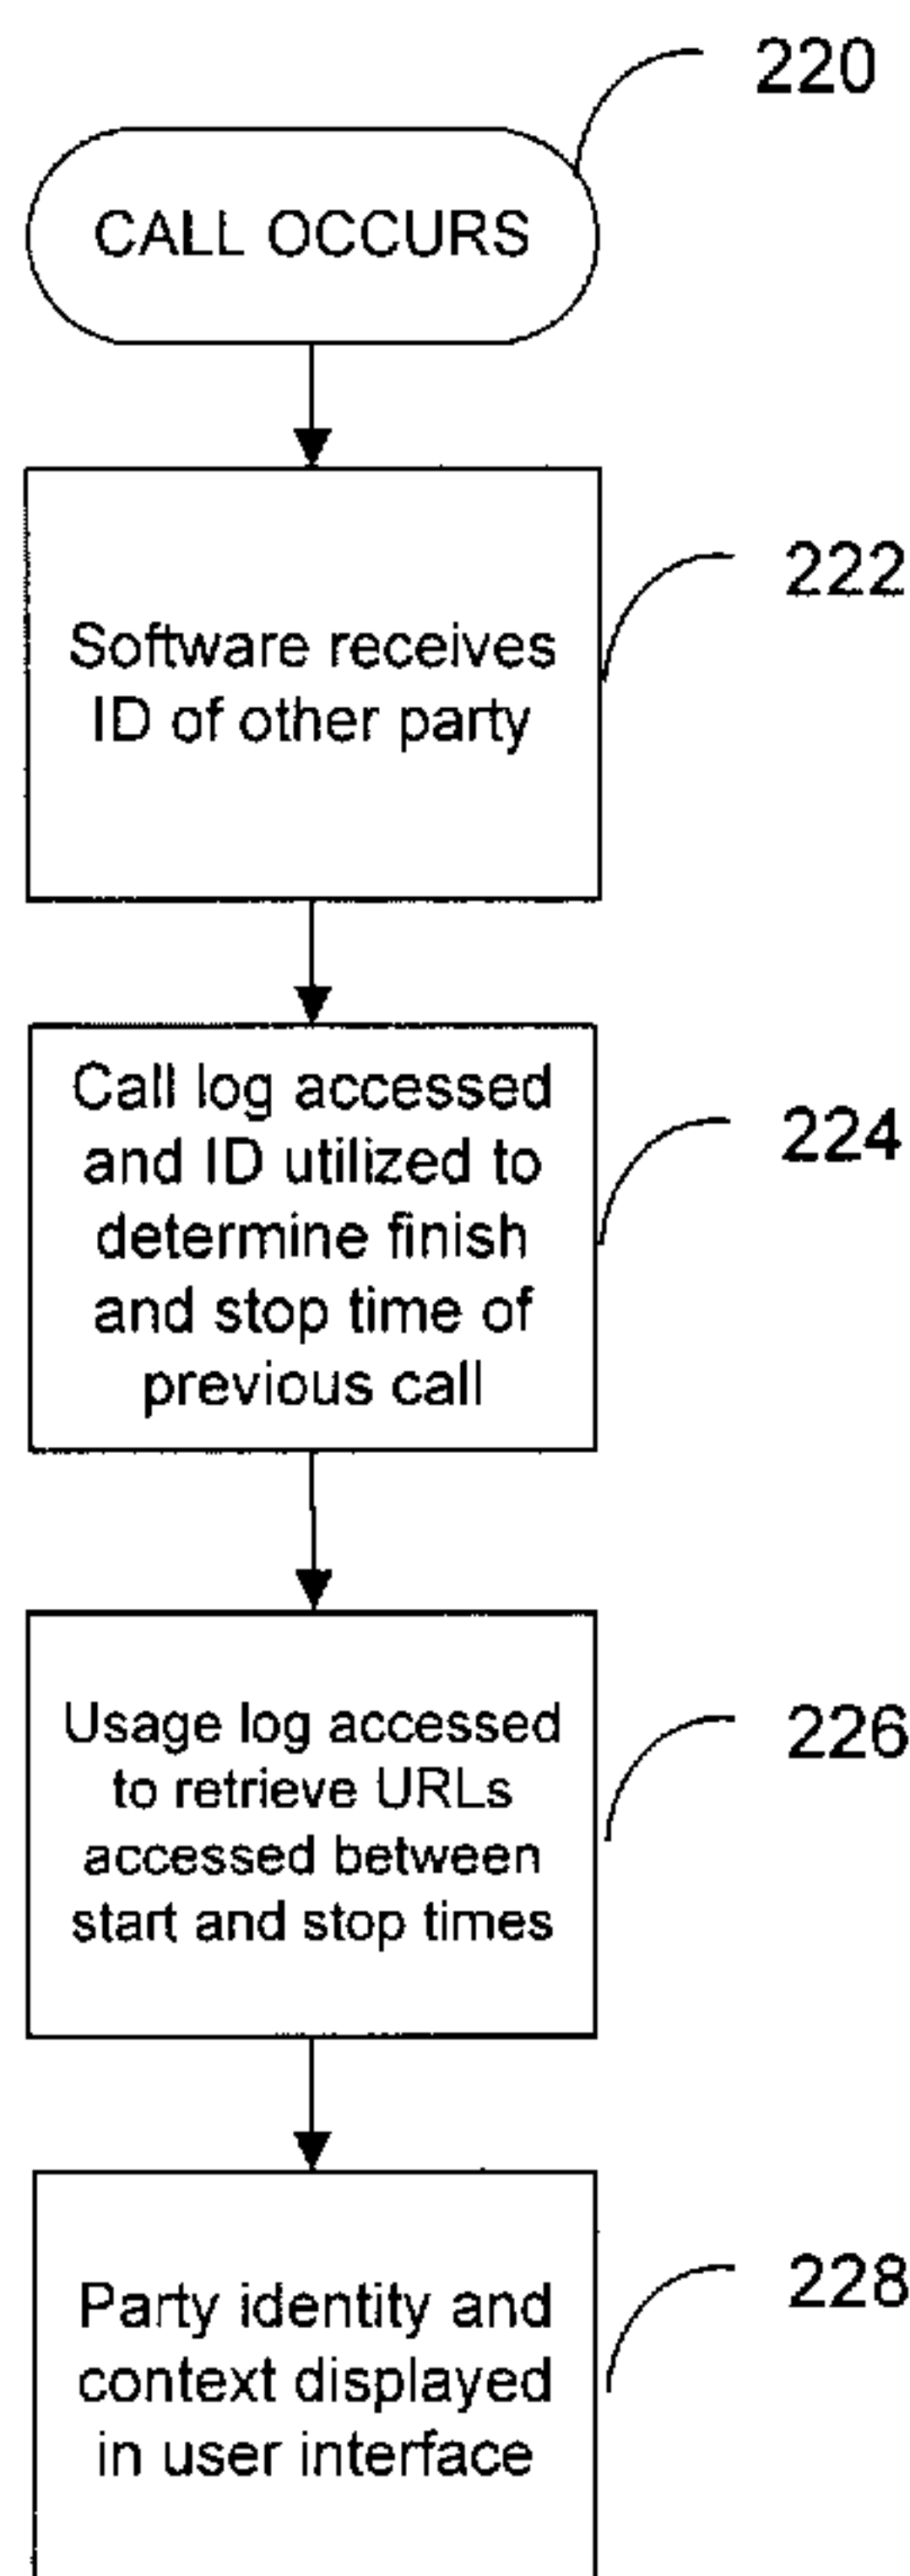 220
CALL OCCURS
222
Software receives
ID of other party
224
Call log accessed
and ID utilized to
determine finish
and stop time of
previous call
226
Usage log accessed
to retrieve URLs
accessed between
start and stop times
228
Party identity and
context displayed
in user interface